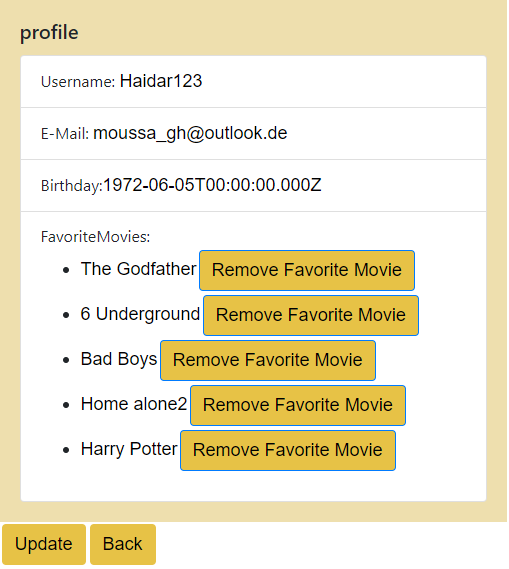 profile
Username: Haidar123
E-Mail: moussa_gh@outlook.de
Birthday:1972-06-05T00:00:00.000Z
FavoriteMovies:
The Godfather Remove Favorite Movie
6 Underground Remove Favorite Movie
Bad Boys Remove Favorite Movie
Home alone2 Remove Favorite Movie
Harry Potter Remove Favorite Movie
Update Back